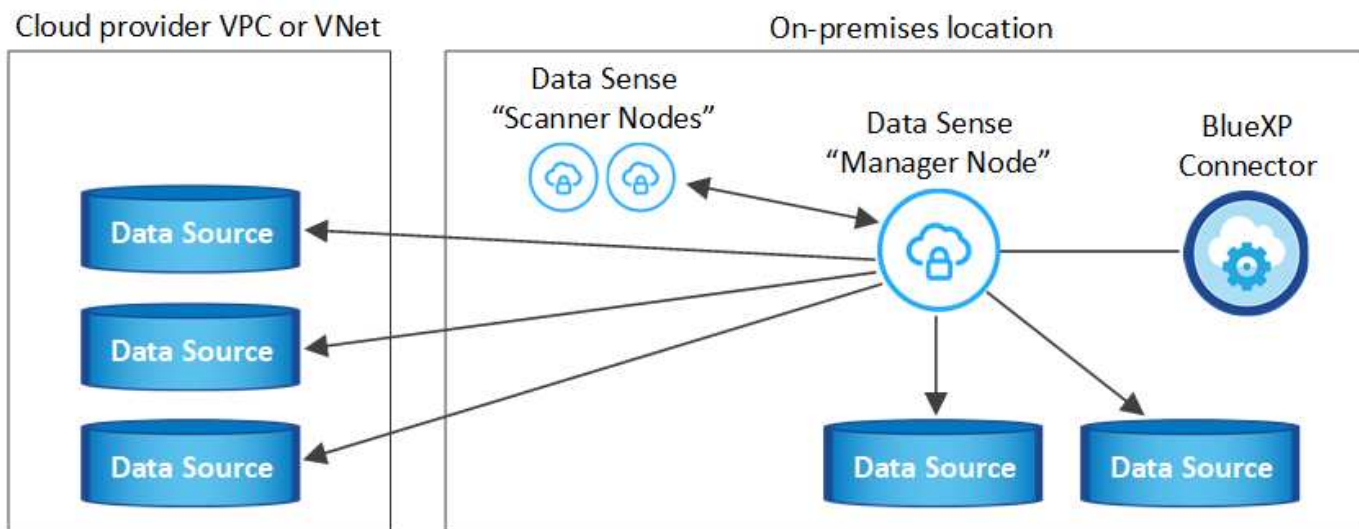 Cloud provider VPC or VNet
On-premises location
Data Sense
“Scanner Nodes”
Data Sense
“Manager Node”
BlueXP
Connector
Data Source
Data Source
Data Source
Data Source
Data Source